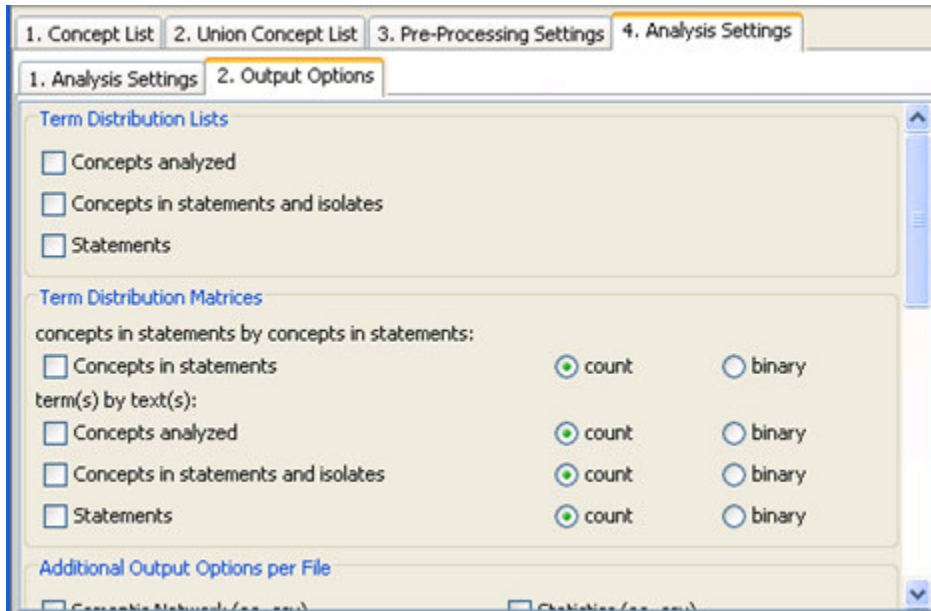 1. Concept List 2. Union Concept List 3. Pre-Processing Settings 4. Analysis Settings
1. Analysis Settings 2. Output Options
Term Distribution Lists
Concepts analyzed
Concepts in statements and isolates
Statements
Term Distribution Matrices
concepts in statements by concepts in statements:
Concepts in statements count binary
term(s) by text(s):
Concepts analyzed count binary
Concepts in statements and isolates count binary
Statements count binary
Additional Output Options per File
Semantic Network